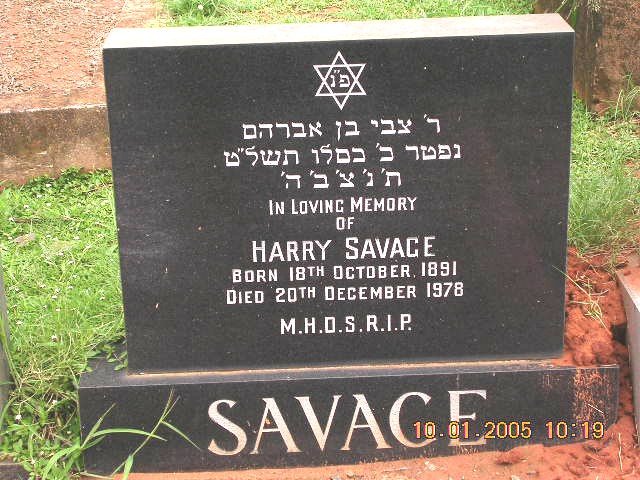 פ"נ
ר' צבי בן אברהם
נפטר כ' כסלו תשל"ט
ת' נ' צ' ב' ה'
IN LOVING MEMORY
OF
HARRY SAVAGE
BORN 18TH OCTOBER. 1891
DIED 20TH DECEMBER 1978
M.H.D.S.R.I.P.
SAVAGE
10.01.2005 10:19